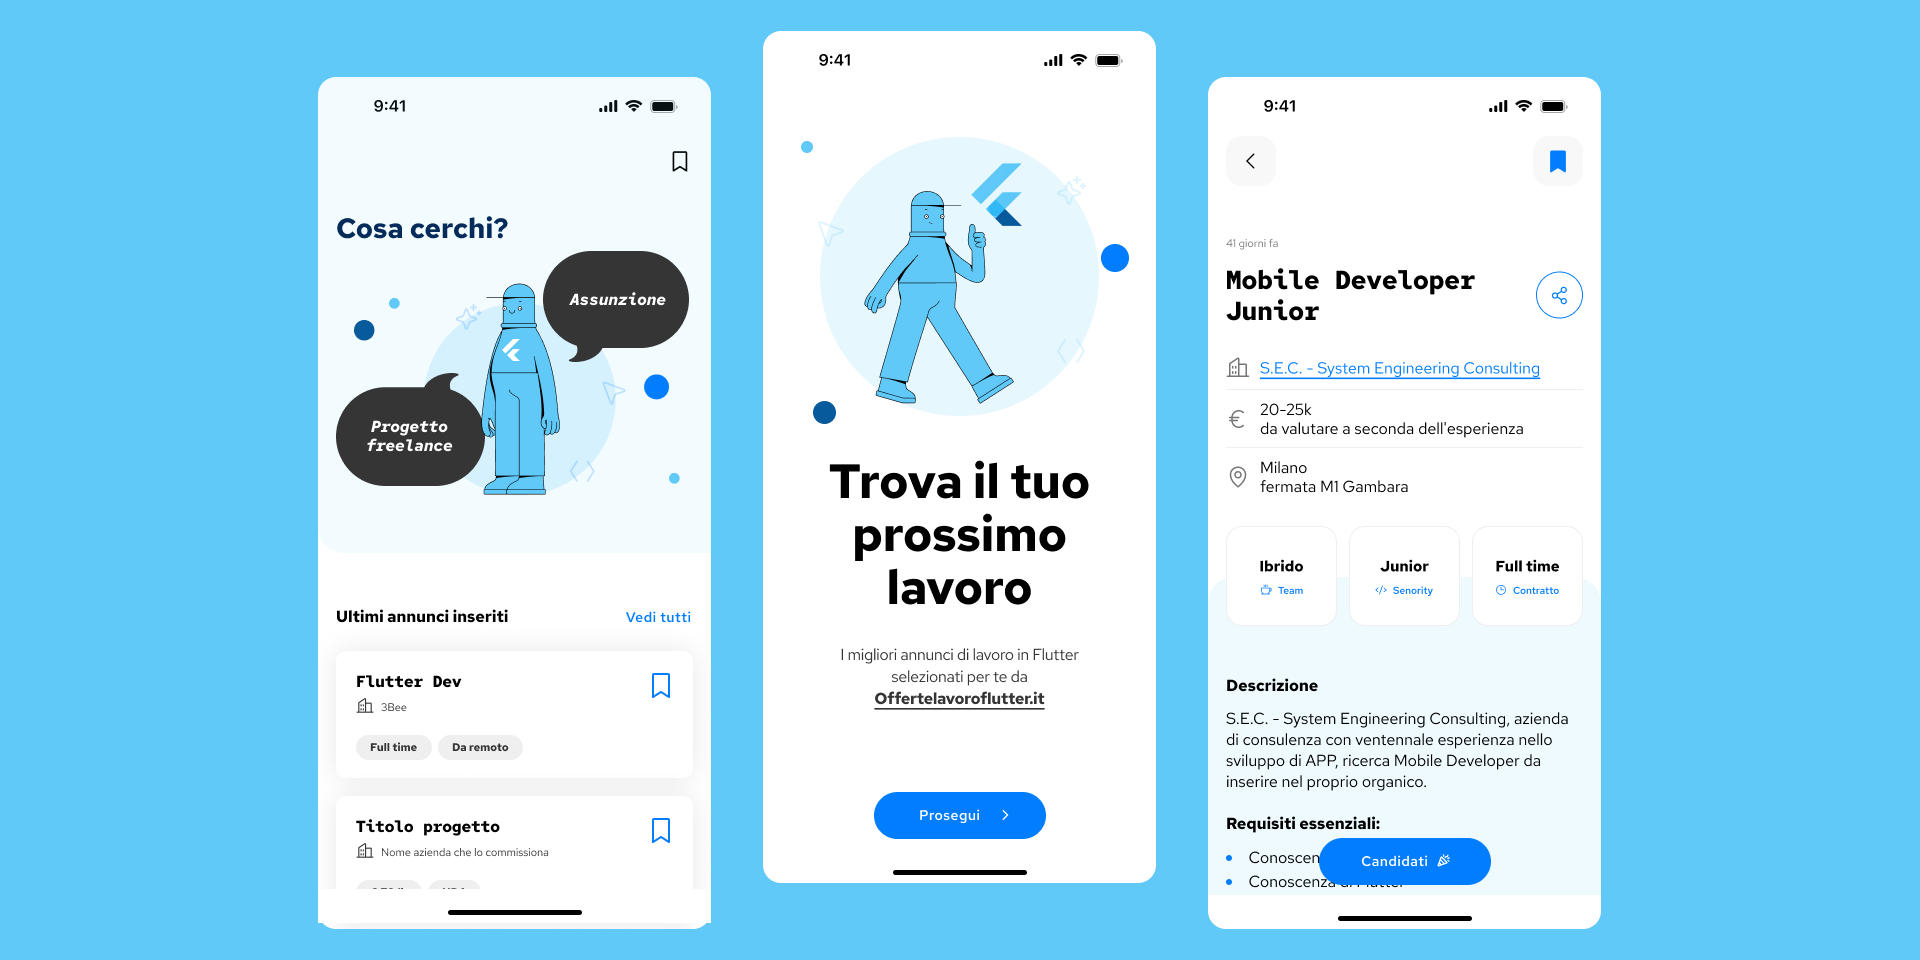 9:41
Cosa cerchi?
Assunzione
Progetto
freelance
Ultimi annunci inseriti
Vedi tutti
Flutter Dev
3Bee
Full time
Da remoto
Titolo progetto
Nome azienda che lo commissiona
9:41
Trova il tuo
prossimo
lavoro
I migliori annunci di lavoro in Flutter
selezionati per te da
Offertelavoroflutter.it
Prosegui
9:41
41 giorni fa
Mobile Developer
Junior
S.E.C. - System Engineering Consulting
€
20-25k
da valutare a seconda dell'esperienza
Milano
fermata M1 Gambara
Ibrido
Team
Junior
Senority
Full time
Contratto
Descrizione
S.E.C. - System Engineering Consulting, azienda
di consulenza con ventennale esperienza nello
sviluppo di APP, ricerca Mobile Developer da
inserire nel proprio organico.
Requisiti essenziali:
Candidati
Conoscenza di Flutter